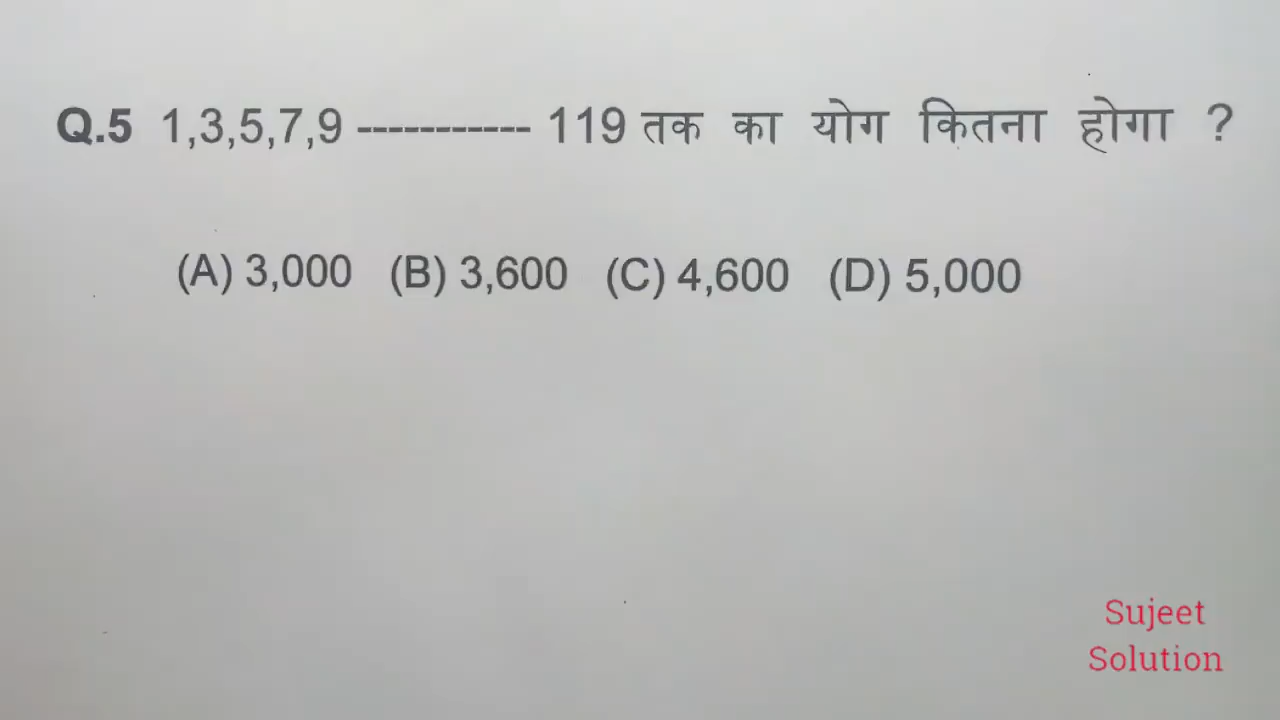 Q.5 1,3,5,7,9 ----------- 119 तक का योग कितना होगा ?
(A) 3,000 (B) 3,600 (C) 4,600 (D) 5,000
Sujeet
Solution